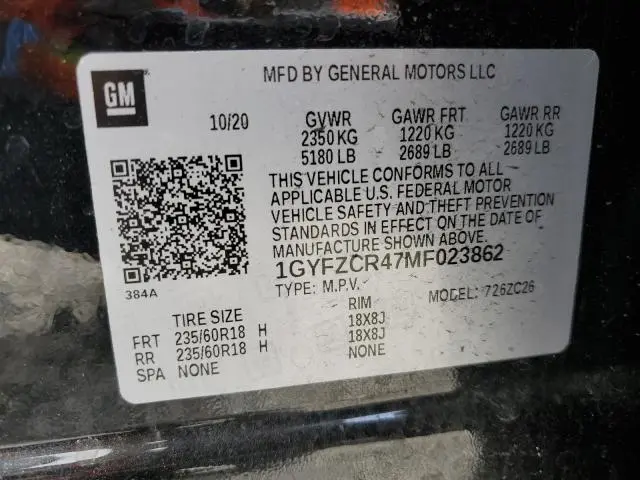 GM
MFD BY GENERAL MOTORS LLC
10/20 GVWR GAWR FRT GAWR RR
2350 KG 1220 KG 1220 KG
5180 LB 2689 LB 2689 LB
THIS VEHICLE CONFORMS TO ALL
APPLICABLE U.S. FEDERAL MOTOR
VEHICLE SAFETY AND THEFT PREVENTION
STANDARDS IN EFFECT ON THE DATE OF
MANUFACTURE SHOWN ABOVE.
1GYFZCR47MF023862
TYPE: M.P.V. MODEL: 726ZC26
384A
TIRE SIZE RIM
FRT 235/60R18 H 18X8J
RR 235/60R18 H 18X8J
SPA NONE NONE